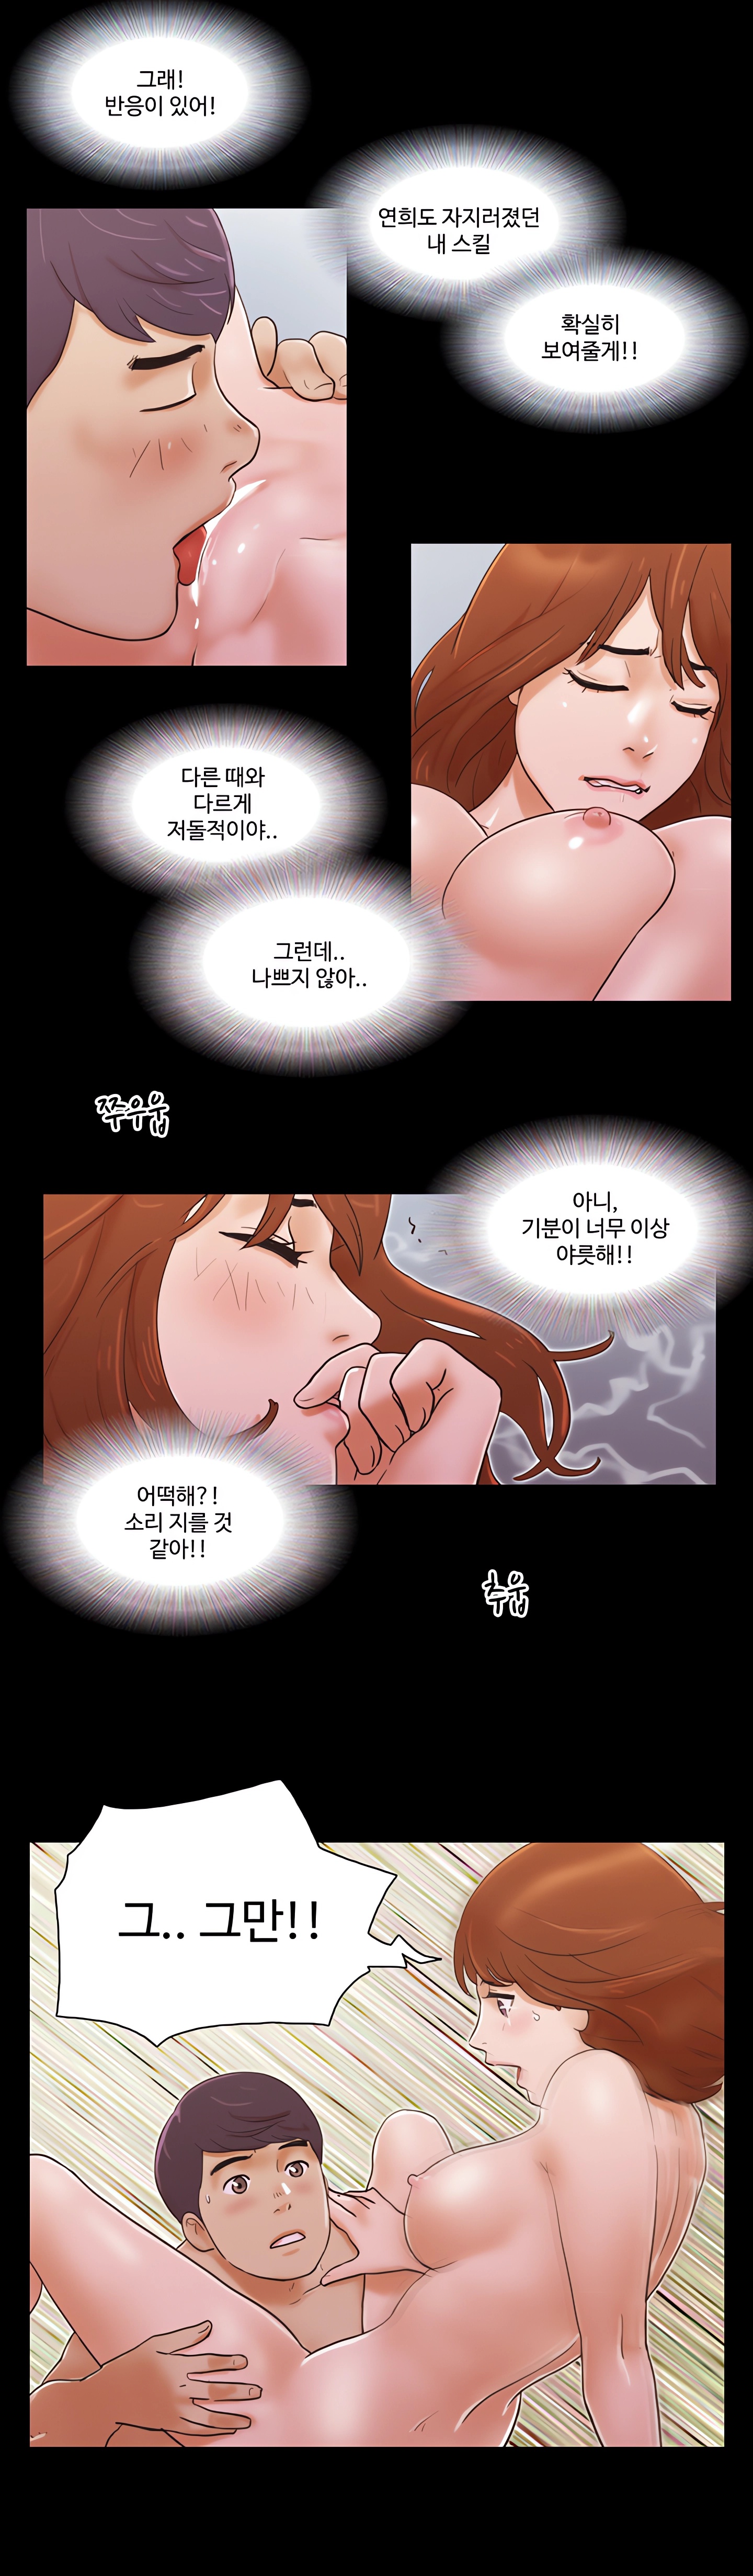 그래!
반응이 있어!
연희도 자지러졌던
내 스킬
확실히
보여줄게!!
다른 때와
다르게
저돌적이야..
그런데..
나쁘지 않아..
쯔우웁
아니,
기분이 너무 이상
야릇해!!
어떡해?!
소리 지를 것
같아!!
츄웁
그.. 그만!!